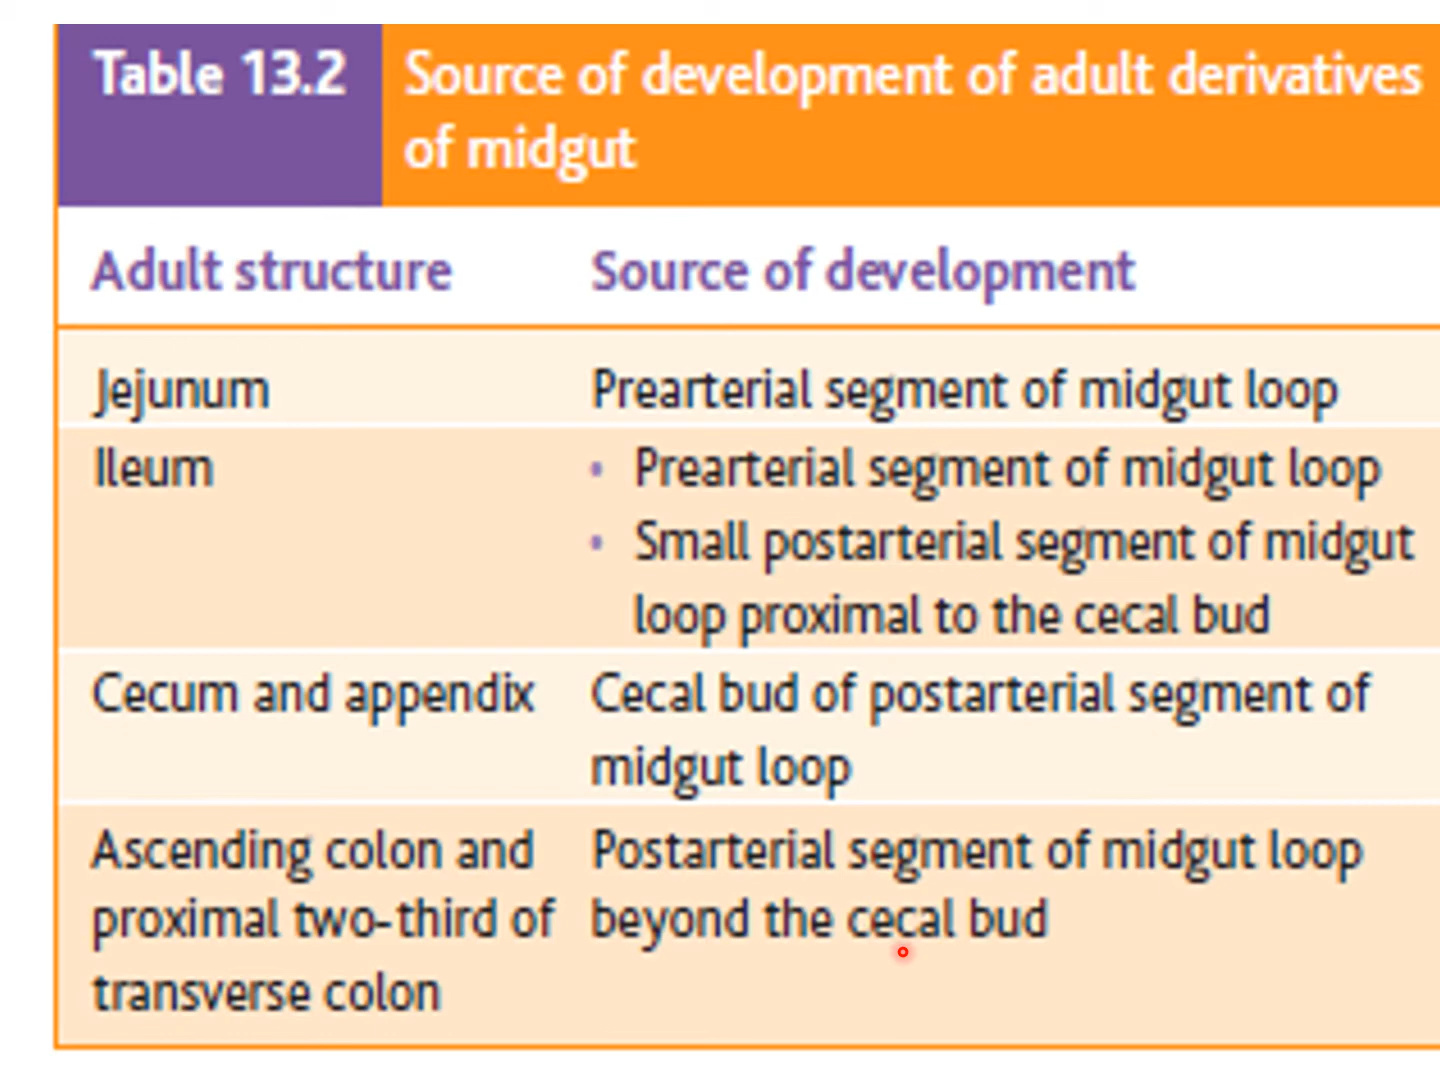 Table 13.2
Source of development of adult derivatives
of midgut
Adult structure
Source of development
Jejunum
Prearterial segment of midgut loop
Ileum
• Prearterial segment of midgut loop
• Small postarterial segment of midgut
loop proximal to the cecal bud
Cecum and appendix
Cecal bud of postarterial segment of
midgut loop
Ascending colon and
proximal two-third of
transverse colon
Postarterial segment of midgut loop
beyond the cecal bud